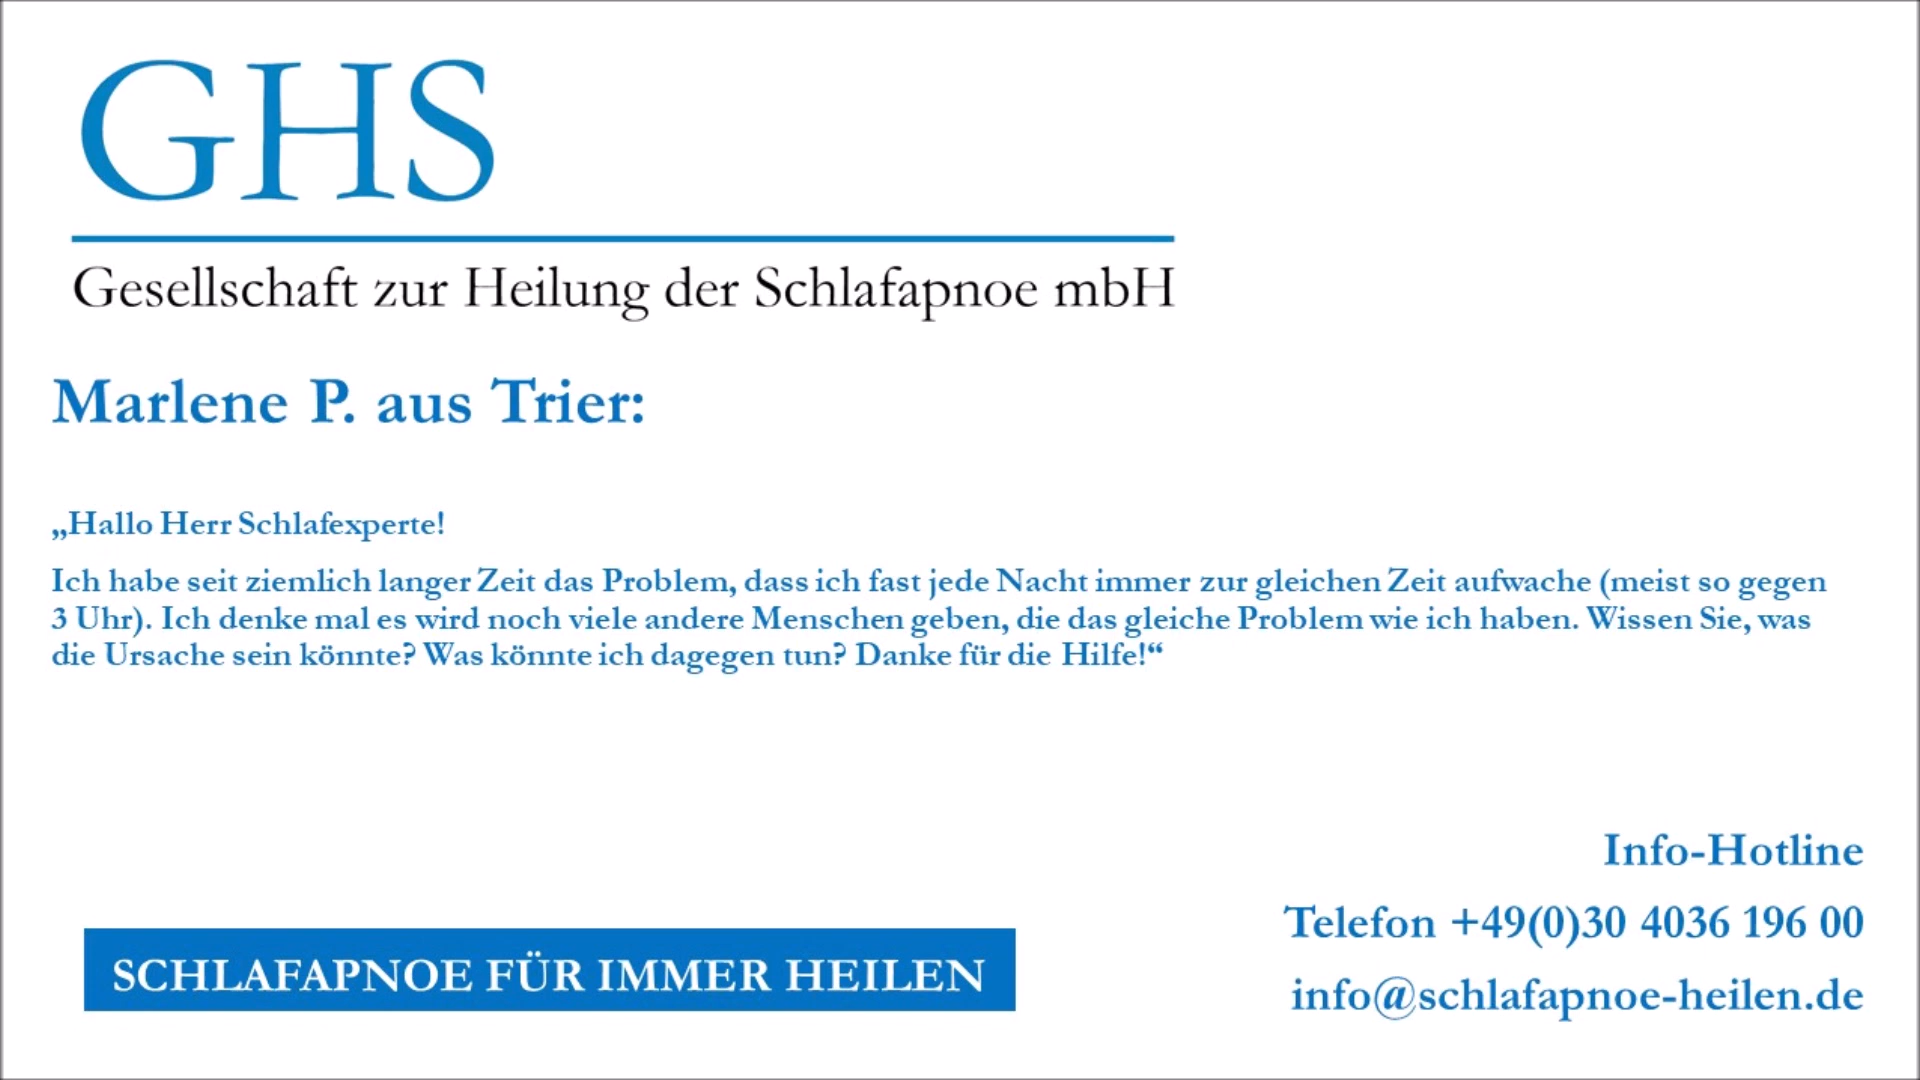 GHS
Gesellschaft zur Heilung der Schlafapnoe mbH
Marlene P. aus Trier:
„Hallo Herr Schlafexperte!
Ich habe seit ziemlich langer Zeit das Problem, dass ich fast jede Nacht immer zur gleichen Zeit aufwache (meist so gegen
3 Uhr). Ich denke mal es wird noch viele andere Menschen geben, die das gleiche Problem wie ich haben. Wissen Sie, was
die Ursache sein könnte? Was könnte ich dagegen tun? Danke für die Hilfe!“
Info-Hotline
Telefon +49(0)30 4036 196 00
info@schlafapnoe-heilen.de
SCHLAFAPNOE FÜR IMMER HEILEN